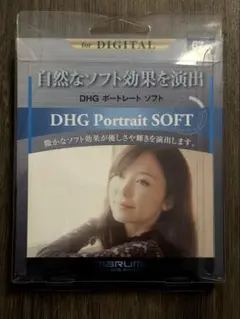 for DIGITAL
自然なソフト効果を演出
DHG ポートレート ソフト
DHG Portrait SOFT
微かなソフト効果が優しさや輝きを演出します。
marumi